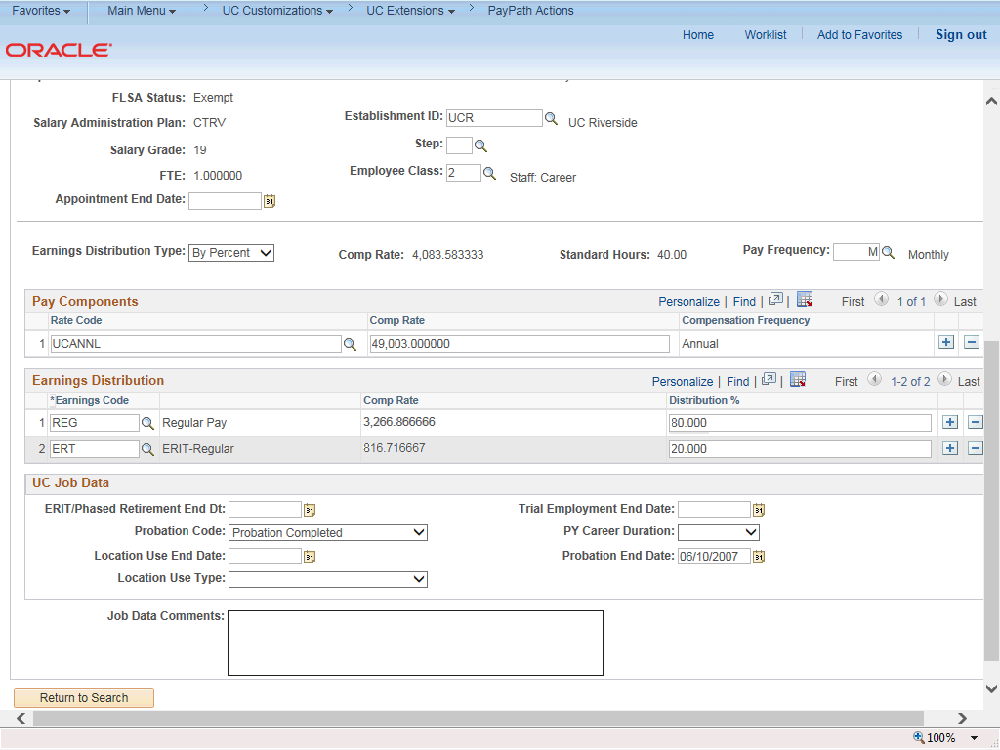 Favorites Main Menu > UC Customizations > UC Extensions > PayPath Actions
Home Worklist Add to Favorites Sign out
ORACLE
FLSA Status: Exempt
Salary Administration Plan: CTRV Establishment ID: UCR UC Riverside
Salary Grade: 19 Step:
FTE: 1.000000 Employee Class: 2 Staff: Career
Appointment End Date: 31
Earnings Distribution Type: By Percent Comp Rate: 4,083.583333 Standard Hours: 40.00 Pay Frequency: M Monthly
Pay Components Personalize | Find | | First 1 of 1 Last
Rate Code Comp Rate Compensation Frequency
1 UCANNL 49,003.000000 Annual
Earnings Distribution Personalize | Find | | First 1-2 of 2 Last
*Earnings Code Comp Rate Distribution %
1 REG Regular Pay 3,266.866666 80.000
2 ERT ERIT-Regular 816.716667 20.000
UC Job Data
ERIT/Phased Retirement End Dt: 31 Trial Employment End Date: 31
Probation Code: Probation Completed PY Career Duration:
Location Use End Date: 31 Probation End Date: 06/10/2007 31
Location Use Type:
Job Data Comments:
Return to Search
100%